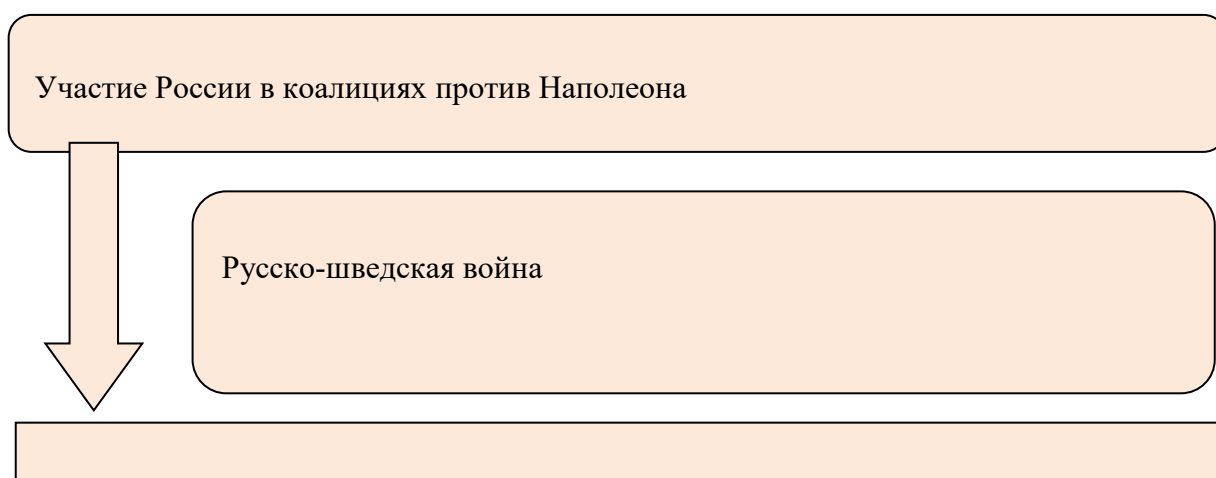 Участие России в коалициях против Наполеона
Русско-шведская война